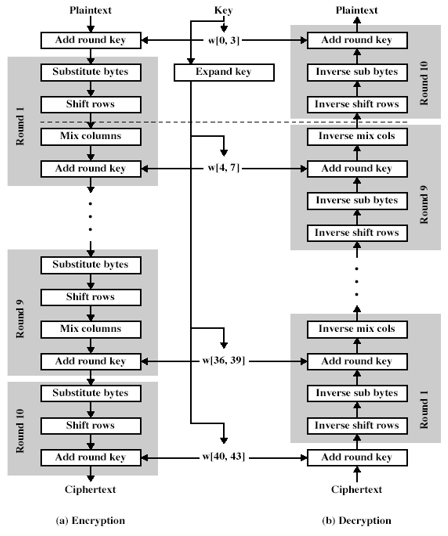 Plaintext
Key
Plaintext
Add round key
w[0, 3]
Add round key
Substitute bytes
Expand key
Inverse sub bytes
Shift rows
Inverse shift rows
Round 1
Round 10
Mix columns
Inverse mix cols
Add round key
w[4, 7]
Add round key
Inverse sub bytes
Inverse shift rows
Round 9
Substitute bytes
Shift rows
Mix columns
Inverse mix cols
Add round key
w[36, 39]
Add round key
Round 9
Substitute bytes
Inverse sub bytes
Shift rows
Inverse shift rows
Round 10
Round 1
Add round key
w[40, 43]
Add round key
Ciphertext
Ciphertext
(a) Encryption
(b) Decryption